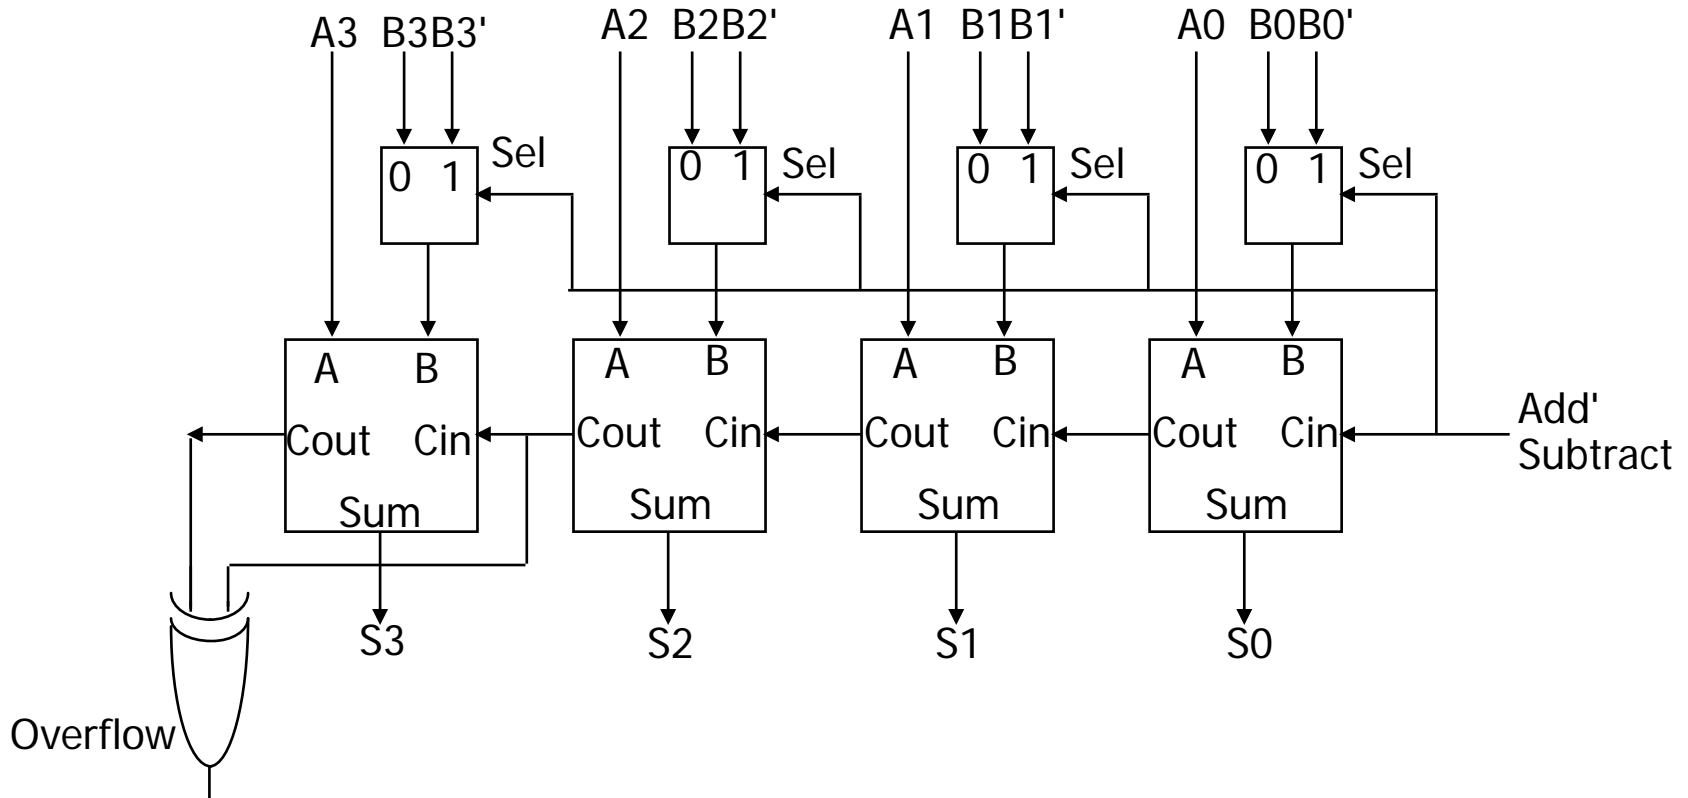 A3 B3B3' A2 B2B2' A1 B1B1' A0 B0B0'
0 1 Sel 0 1 Sel 0 1 Sel 0 1 Sel
A B A B A B A B
Cout Cin Cout Cin Cout Cin Cout Cin Add'
Subtract
Sum Sum Sum Sum
S3 S2 S1 S0
Overflow